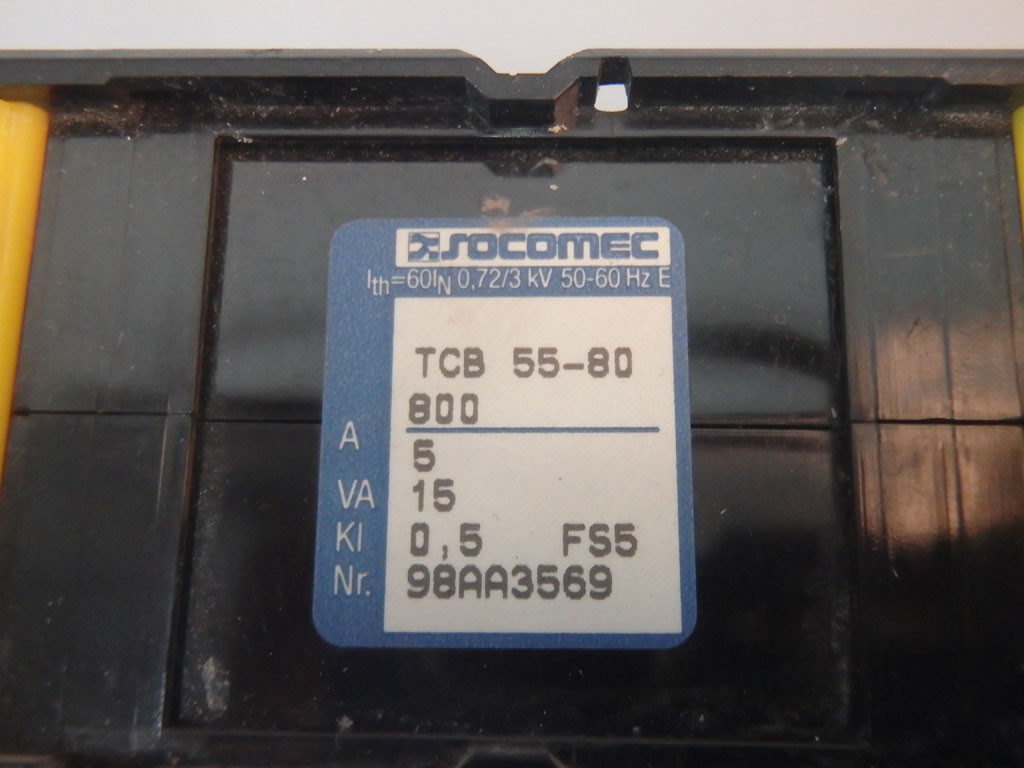 SOCOMEC
Ith=60IN 0,72/3 kV 50-60 Hz E
TCB 55-80
800
A 5
VA 15
Kl 0,5 FS5
Nr. 98AA3569